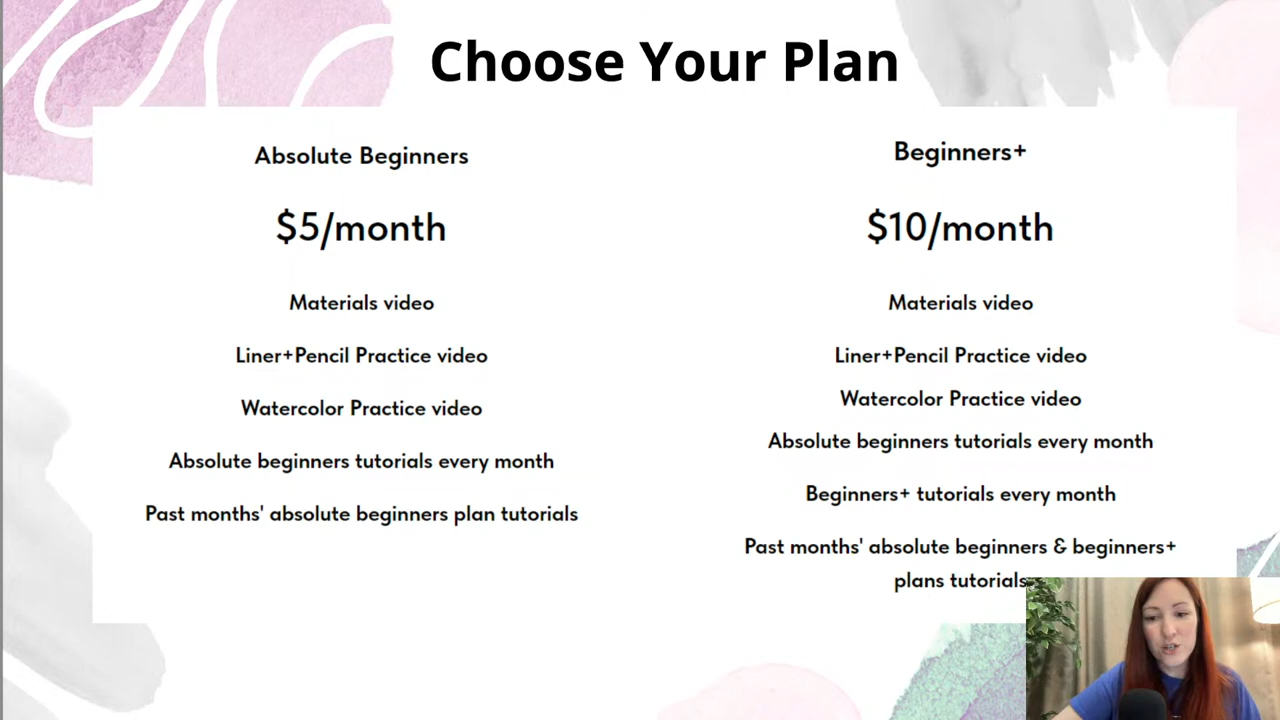 Choose Your Plan
Absolute Beginners
$5/month
Materials video
Liner+Pencil Practice video
Watercolor Practice video
Absolute beginners tutorials every month
Past months' absolute beginners plan tutorials
Beginners+
$10/month
Materials video
Liner+Pencil Practice video
Watercolor Practice video
Absolute beginners tutorials every month
Beginners+ tutorials every month
Past months' absolute beginners & beginners+
plans tutorials